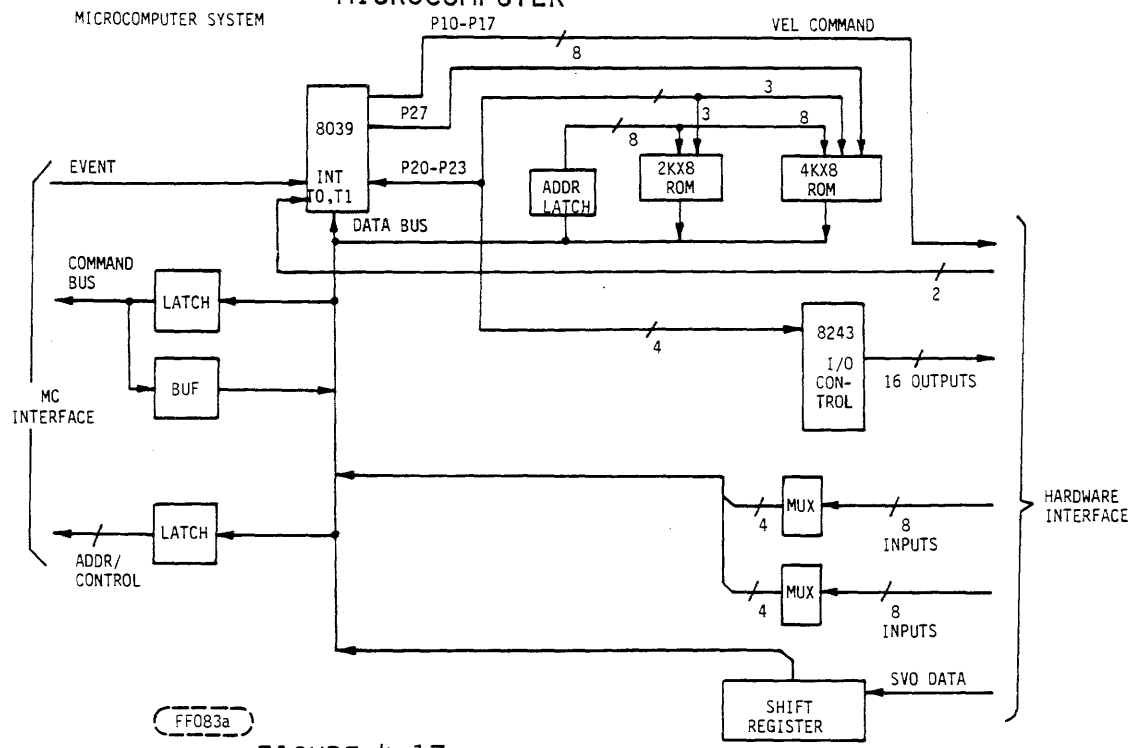 MICROCOMPUTER
MICROCOMPUTER SYSTEM
P10-P17
VEL COMMAND
8
8039
P27
3
3
8
8
P20-P23
INT
T0,T1
EVENT
ADDR
LATCH
2KX8
ROM
4KX8
ROM
DATA BUS
COMMAND
BUS
LATCH
2
BUF
4
8243
I/O
CON-
TROL
16 OUTPUTS
MC
INTERFACE
LATCH
ADDR/
CONTROL
4
MUX
8
INPUTS
HARDWARE
INTERFACE
4
MUX
8
INPUTS
SVO DATA
SHIFT
REGISTER
FF083a